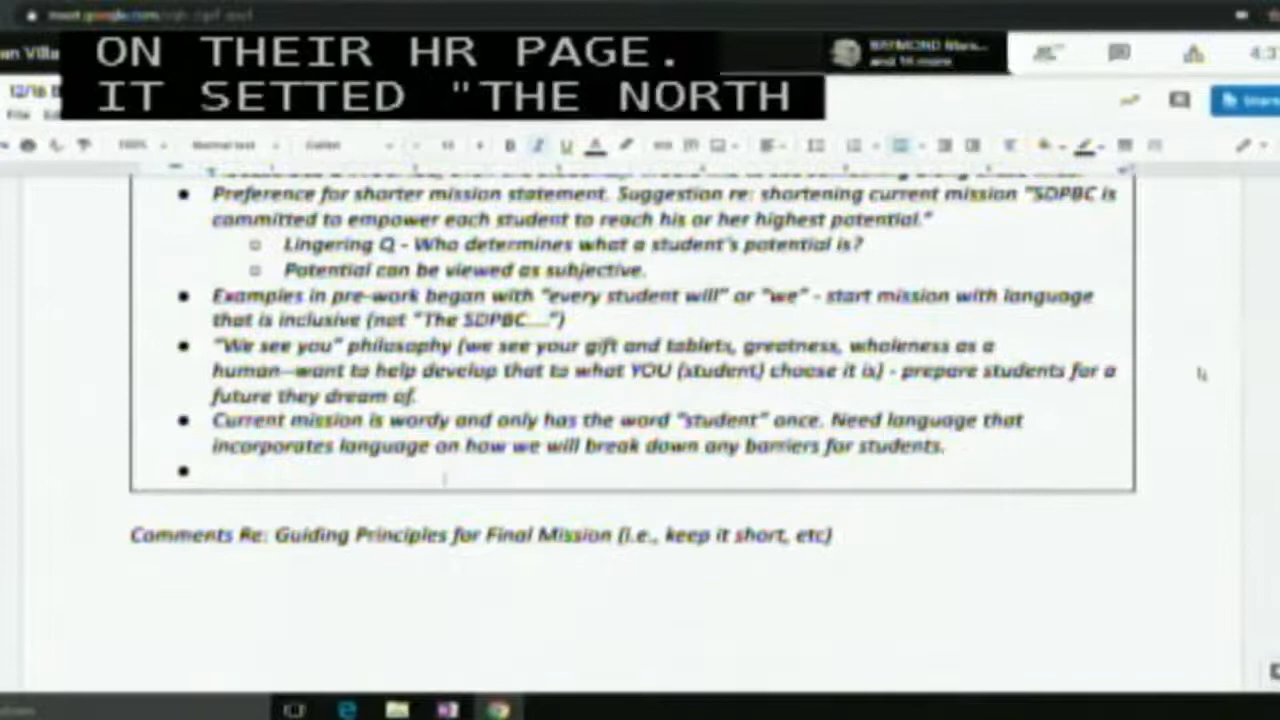 ON THEIR HR PAGE.
IT SETTED "THE NORTH
and 16 more
12/16
Share
Preference for shorter mission statement. Suggestion re: shortening current mission "SDPBC is
committed to empower each student to reach his or her highest potential."
Lingering Q - Who determines what a student's potential is?
Potential can be viewed as subjective.
Examples in pre-work began with "every student will" or "we" - start mission with language
that is inclusive (not "The SDPBC....")
"We see you" philosophy (we see your gift and tablets, greatness, wholeness as a
human--want to help develop that to what YOU (student) choose it is) - prepare students for a
future they dream of.
Current mission is wordy and only has the word "student" once. Need language that
incorporates language on how we will break down any barriers for students.
Comments Re: Guiding Principles for Final Mission (i.e., keep it short, etc)